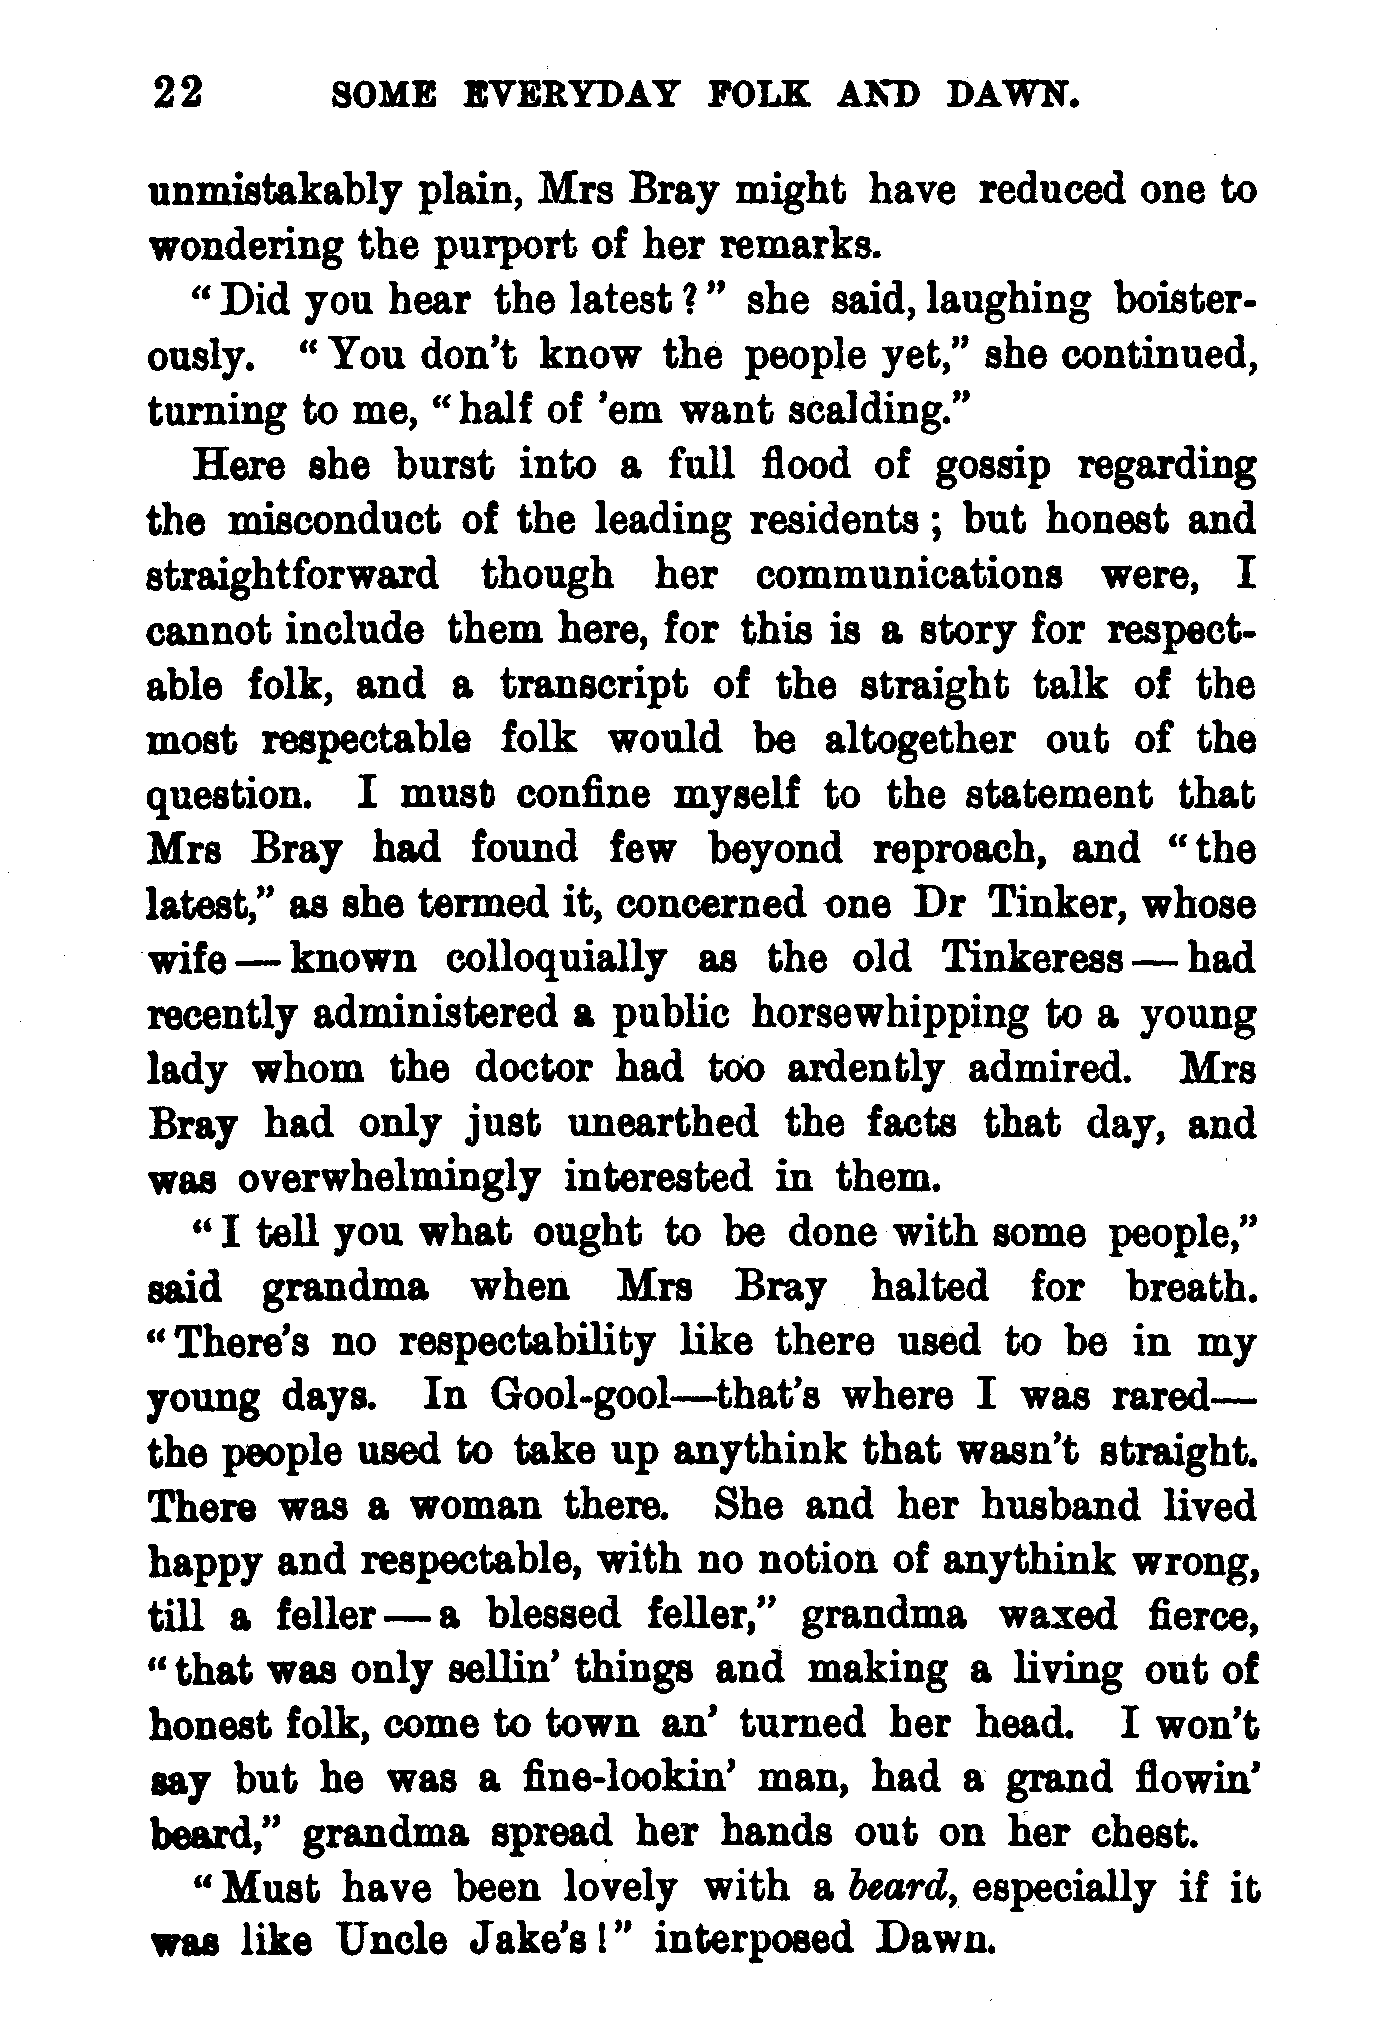 22 SOME EVERYDAY FOLK AND DAWN.
unmistakably plain, Mrs Bray might have reduced one to
wondering the purport of her remarks.
"Did you hear the latest?" she said, laughing boister-
ously. "You don't know the people yet," she continued,
turning to me, "half of 'em want scalding."
Here she burst into a full flood of gossip regarding
the misconduct of the leading residents; but honest and
straightforward though her communications were, I
cannot include them here, for this is a story for respect-
able folk, and a transcript of the straight talk of the
most respectable folk would be altogether out of the
question. I must confine myself to the statement that
Mrs Bray had found few beyond reproach, and "the
latest," as she termed it, concerned one Dr Tinker, whose
wife—known colloquially as the old Tinkeress—had
recently administered a public horsewhipping to a young
lady whom the doctor had too ardently admired. Mrs
Bray had only just unearthed the facts that day, and
was overwhelmingly interested in them.
"I tell you what ought to be done with some people,"
said grandma when Mrs Bray halted for breath.
"There's no respectability like there used to be in my
young days. In Gool-gool—that's where I was rared—
the people used to take up anythink that wasn't straight.
There was a woman there. She and her husband lived
happy and respectable, with no notion of anythink wrong,
till a feller—a blessed feller," grandma waxed fierce,
"that was only sellin' things and making a living out of
honest folk, come to town an' turned her head. I won't
say but he was a fine-lookin' man, had a grand flowin'
beard," grandma spread her hands out on her chest.
"Must have been lovely with a beard, especially if it
was like Uncle Jake's!" interposed Dawn.